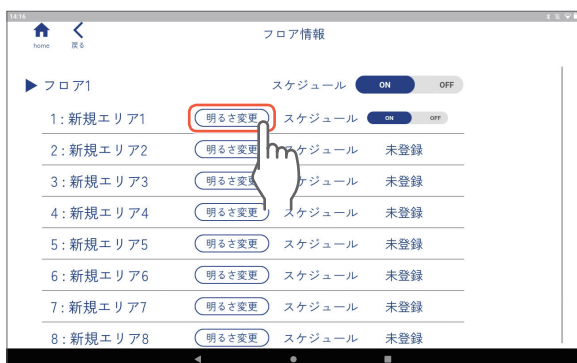 14:16
home 戻る フロア情報
▶ フロア1 スケジュール ON OFF
1:新規エリア1 明るさ変更 スケジュール ON OFF
2:新規エリア2 明るさ変更 スケジュール 未登録
3:新規エリア3 明るさ変更 スケジュール 未登録
4:新規エリア4 明るさ変更 スケジュール 未登録
5:新規エリア5 明るさ変更 スケジュール 未登録
6:新規エリア6 明るさ変更 スケジュール 未登録
7:新規エリア7 明るさ変更 スケジュール 未登録
8:新規エリア8 明るさ変更 スケジュール 未登録